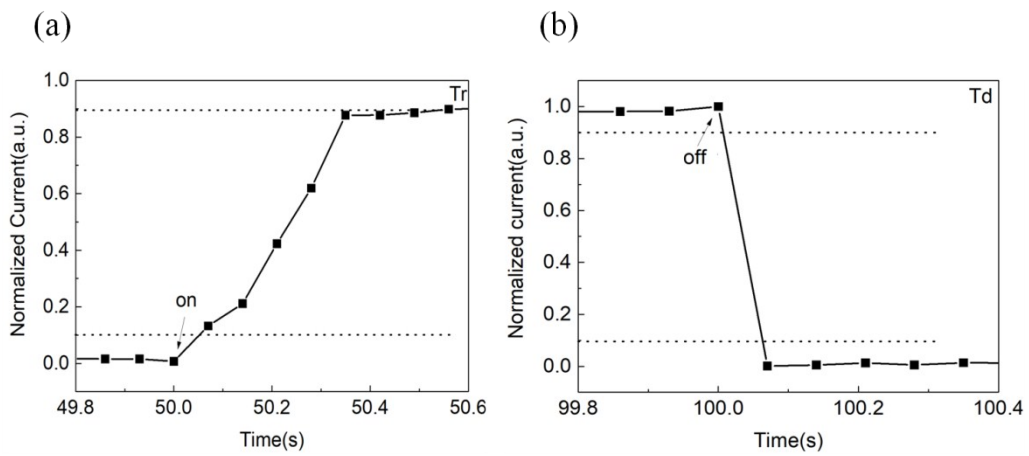 (a)
(b)
Tr
1.0
0.8
0.6
0.4
0.2
0.0
Normalized Current(a.u.)
on
49.8 50.0 50.2 50.4 50.6
Time(s)
Td
1.0
0.8
0.6
0.4
0.2
0.0
Normalized current(a.u.)
off
99.8 100.0 100.2 100.4
Time(s)